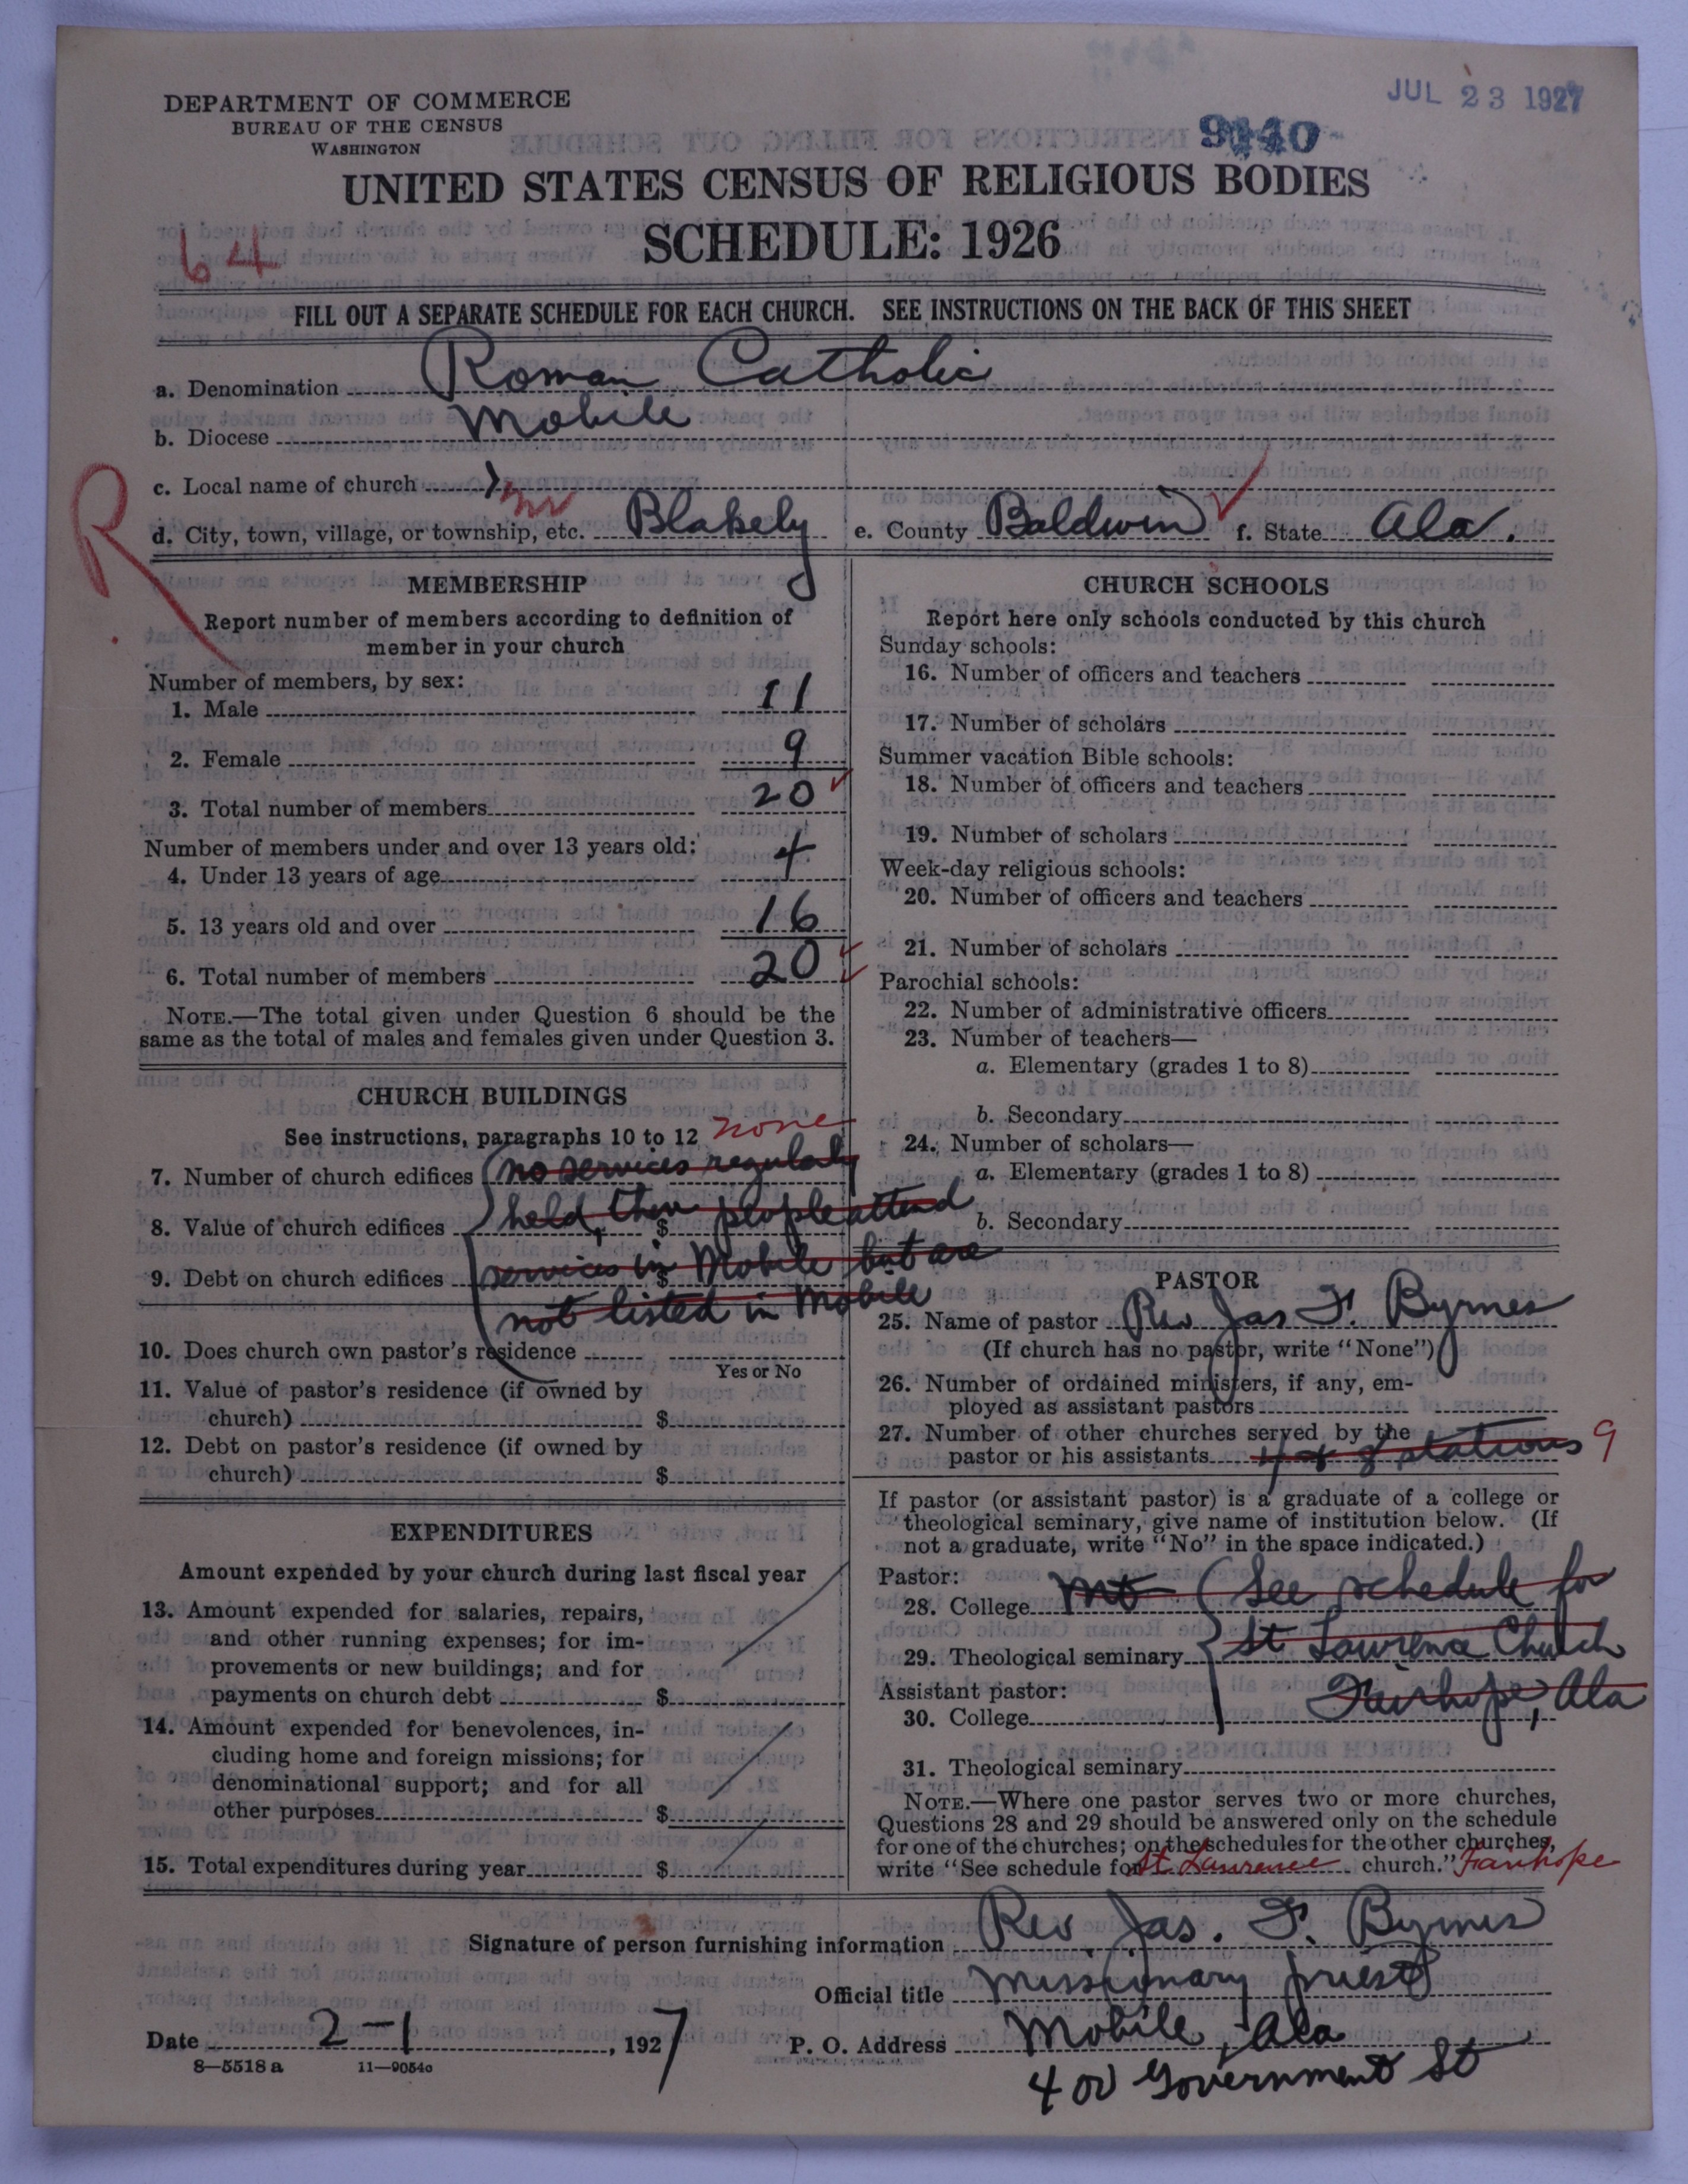 JUL 23 1927
DEPARTMENT OF COMMERCE
BUREAU OF THE CENSUS
WASHINGTON
UNITED STATES CENSUS OF RELIGIOUS BODIES
SCHEDULE: 1926
64
FILL OUT A SEPARATE SCHEDULE FOR EACH CHURCH. SEE INSTRUCTIONS ON THE BACK OF THIS SHEET
a. Denomination Roman Catholic
b. Diocese Mobile
c. Local name of church
R
d. City, town, village, or township, etc. Blakely e. County Baldwin f. State Ala.
MEMBERSHIP
Report number of members according to definition of
member in your church
Number of members, by sex:
1. Male 11
2. Female 9
3. Total number of members 20
Number of members under and over 13 years old:
4. Under 13 years of age 4
5. 13 years old and over 16
6. Total number of members 20
NOTE.—The total given under Question 6 should be the
same as the total of males and females given under Question 3.
CHURCH BUILDINGS
See instructions, paragraphs 10 to 12 none
7. Number of church edifices no services regularly
8. Value of church edifices $ held, then people attend
9. Debt on church edifices $ services in Mobile but are
not listed in Mobile
10. Does church own pastor's residence
Yes or No
11. Value of pastor's residence (if owned by
church) $
12. Debt on pastor's residence (if owned by
church) $
EXPENDITURES
Amount expended by your church during last fiscal year
13. Amount expended for salaries, repairs,
and other running expenses; for im-
provements or new buildings; and for
payments on church debt $
14. Amount expended for benevolences, in-
cluding home and foreign missions; for
denominational support; and for all
other purposes $
15. Total expenditures during year $
CHURCH SCHOOLS
Report here only schools conducted by this church
Sunday schools:
16. Number of officers and teachers
17. Number of scholars
Summer vacation Bible schools:
18. Number of officers and teachers
19. Number of scholars
Week-day religious schools:
20. Number of officers and teachers
21. Number of scholars
Parochial schools:
22. Number of administrative officers
23. Number of teachers—
a. Elementary (grades 1 to 8)
b. Secondary
24. Number of scholars—
a. Elementary (grades 1 to 8)
b. Secondary
PASTOR
25. Name of pastor Rev Jas F. Byrnes
(If church has no pastor, write "None")
26. Number of ordained ministers, if any, em-
ployed as assistant pastors
27. Number of other churches served by the
pastor or his assistants stations 9
If pastor (or assistant pastor) is a graduate of a college or
theological seminary, give name of institution below. (If
not a graduate, write "No" in the space indicated.)
Pastor:
28. College See schedule for
29. Theological seminary St Lawrence Church
Assistant pastor: Fairhope, Ala
30. College
31. Theological seminary
NOTE.—Where one pastor serves two or more churches,
Questions 28 and 29 should be answered only on the schedule
for one of the churches; on the schedules for the other churches,
write "See schedule for St. Lawrence church." Fairhope
Signature of person furnishing information Rev. Jas. F. Byrnes
Official title Missionary priest
Date 2-1, 1927 P. O. Address Mobile, Ala
400 Government St
8—5518 a 11—9054c